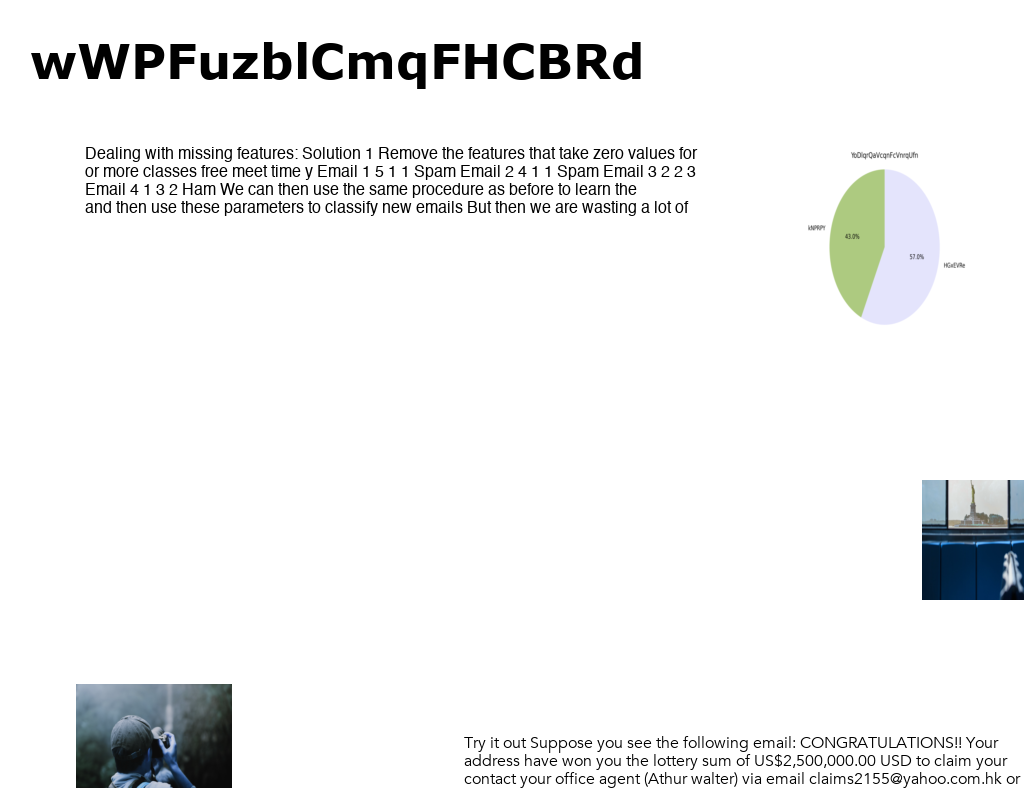 wWPFuzblCmqFHCBRd
Dealing with missing features: Solution 1 Remove the features that take zero values for
or more classes free meet time y Email 1 5 1 1 Spam Email 2 4 1 1 Spam Email 3 2 2 3
Email 4 1 3 2 Ham We can then use the same procedure as before to learn the
and then use these parameters to classify new emails But then we are wasting a lot of
YoDIqrQaVcqnFcVnrqUfn
kNPRPY
43.0%
57.0%
HGxEVRe
Try it out Suppose you see the following email: CONGRATULATIONS!! Your
address have won you the lottery sum of US$2,500,000.00 USD to claim your
contact your office agent (Athur walter) via email claims2155@yahoo.com.hk or